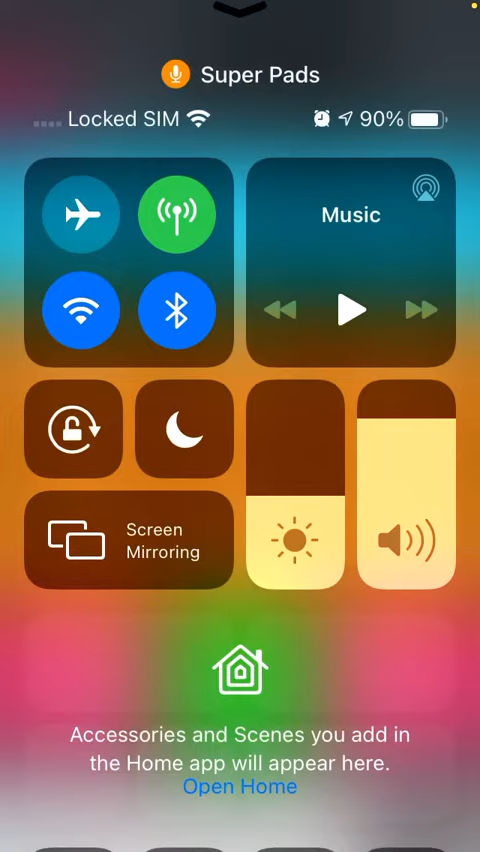 Super Pads
Locked SIM 90%
Music
Screen
Mirroring
Accessories and Scenes you add in
the Home app will appear here.
Open Home